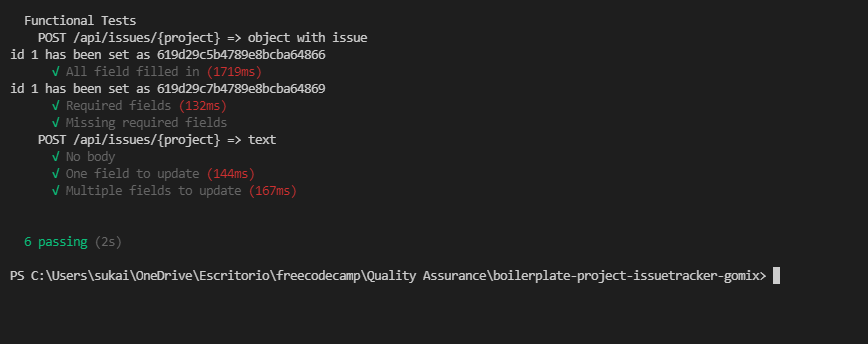 Functional Tests
POST /api/issues/{project} => object with issue
id 1 has been set as 619d29c5b4789e8bcba64866
√ All field filled in (1719ms)
id 1 has been set as 619d29c7b4789e8bcba64869
√ Required fields (132ms)
√ Missing required fields
POST /api/issues/{project} => text
√ No body
√ One field to update (144ms)
√ Multiple fields to update (167ms)
6 passing (2s)
PS C:\Users\sukai\OneDrive\Escritorio\freecodecamp\Quality Assurance\boilerplate-project-issuetracker-gomix>